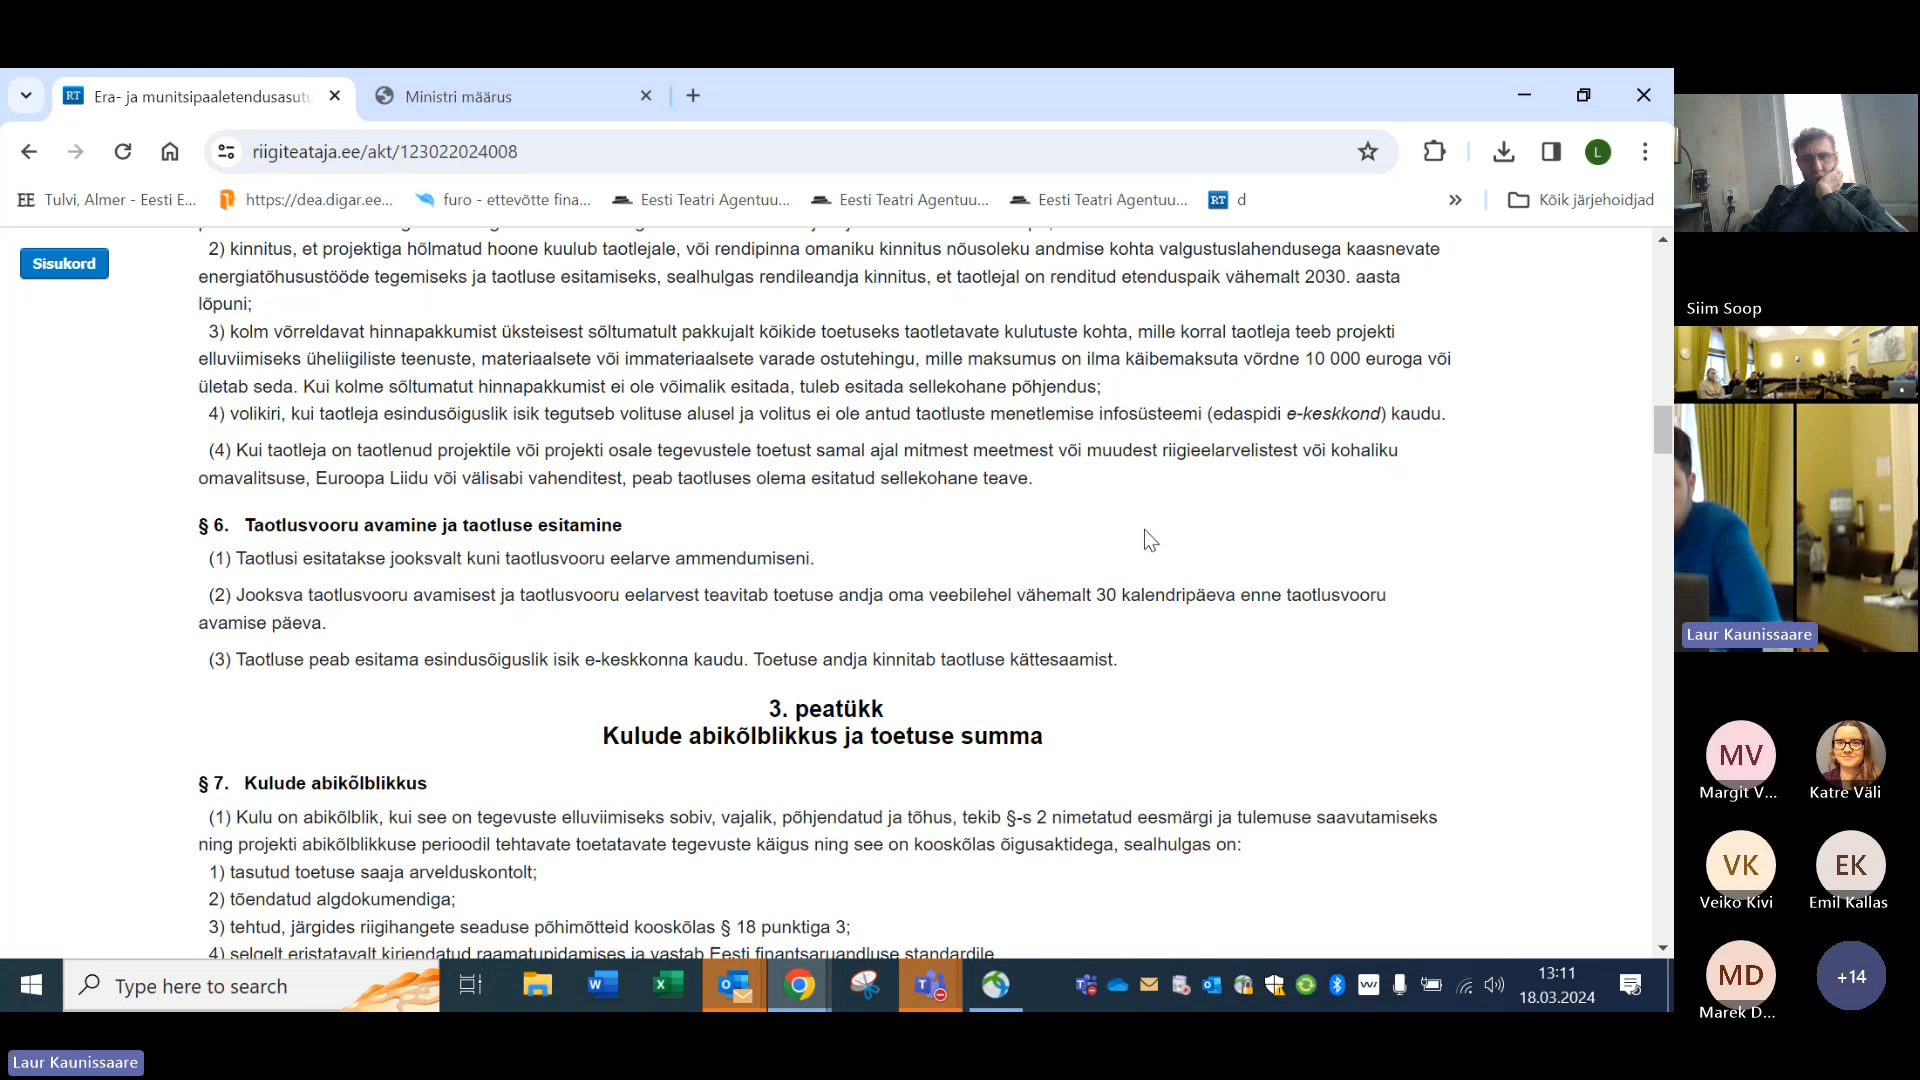 Era- ja munitsipaaletendusasutu
Ministri määrus
riigiteataja.ee/akt/123022024008
L
EE Tulvi, Almer - Eesti E...
https://dea.digar.ee...
furo - ettevõtte fina...
Eesti Teatri Agentuu...
Eesti Teatri Agentuu...
Eesti Teatri Agentuu...
RT d
»
Kõik järjehoidjad
Sisukord
2) kinnitus, et projektiga hõlmatud hoone kuulub taotlejale, või rendipinna omaniku kinnitus nõusoleku andmise kohta valgustuslahendusega kaasnevate
energiatõhusustööde tegemiseks ja taotluse esitamiseks, sealhulgas rendileandja kinnitus, et taotlejal on renditud etenduspaik vähemalt 2030. aasta
lõpuni;
3) kolm võrreldavat hinnapakkumist üksteisest sõltumatult pakkujalt kõikide toetuseks taotletavate kulutuste kohta, mille korral taotleja teeb projekti
elluviimiseks üheliigiliste teenuste, materiaalsete või immateriaalsete varade ostutehingu, mille maksumus on ilma käibemaksuta võrdne 10 000 euroga või
ületab seda. Kui kolme sõltumatut hinnapakkumist ei ole võimalik esitada, tuleb esitada sellekohane põhjendus;
4) volikiri, kui taotleja esindusõiguslik isik tegutseb volituse alusel ja volitus ei ole antud taotluste menetlemise infosüsteemi (edaspidi e-keskkond) kaudu.
(4) Kui taotleja on taotlenud projektile või projekti osale tegevustele toetust samal ajal mitmest meetmest või muudest riigieelarvelistest või kohaliku
omavalitsuse, Euroopa Liidu või välisabi vahenditest, peab taotluses olema esitatud sellekohane teave.
§ 6. Taotlusvooru avamine ja taotluse esitamine
(1) Taotlusi esitatakse jooksvalt kuni taotlusvooru eelarve ammendumiseni.
(2) Jooksva taotlusvooru avamisest ja taotlusvooru eelarvest teavitab toetuse andja oma veebilehel vähemalt 30 kalendripäeva enne taotlusvooru
avamise päeva.
(3) Taotluse peab esitama esindusõiguslik isik e-keskkonna kaudu. Toetuse andja kinnitab taotluse kättesaamist.
3. peatükk
Kulude abikõlblikkus ja toetuse summa
§ 7. Kulude abikõlblikkus
(1) Kulu on abikõlblik, kui see on tegevuste elluviimiseks sobiv, vajalik, põhjendatud ja tõhus, tekib §-s 2 nimetatud eesmärgi ja tulemuse saavutamiseks
ning projekti abikõlblikkuse perioodil tehtavate toetatavate tegevuste käigus ning see on kooskõlas õigusaktidega, sealhulgas on:
1) tasutud toetuse saaja arvelduskontolt;
2) tõendatud algdokumendiga;
3) tehtud, järgides riigihangete seaduse põhimõtteid kooskõlas § 18 punktiga 3;
4) selgelt eristatavalt kirjendatud raamatupidamises ja vastab Eesti finantsaruandluse standardile
Type here to search
13:11
18.03.2024
Siim Soop
Laur Kaunissaare
MV
Margit V...
Katre Väli
VK
Veiko Kivi
EK
Emil Kallas
MD
Marek D...
+14
Laur Kaunissaare